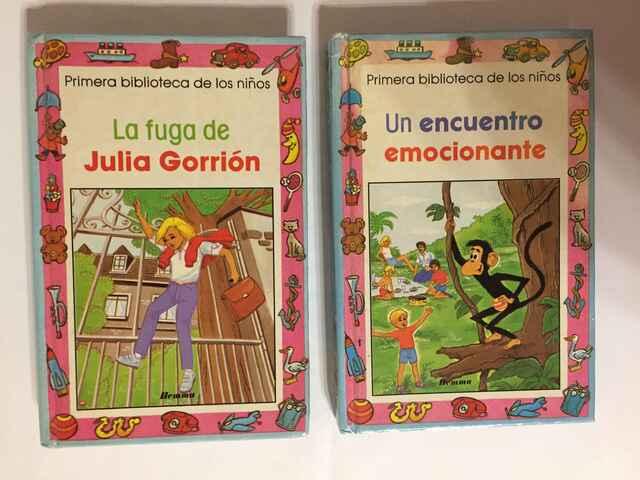 Primera biblioteca de los niños
La fuga de
Julia Gorrión
Hemma
Primera biblioteca de los niños
Un encuentro
emocionante
Hemma